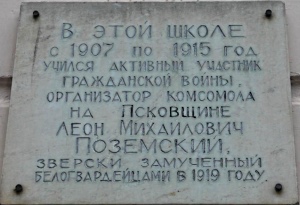 В ЭТОЙ ШКОЛЕ
С 1907 ПО 1915 ГОД
УЧИЛСЯ АКТИВНЫЙ УЧАСТНИК
ГРАЖДАНСКОЙ ВОЙНЫ,
ОРГАНИЗАТОР КОМСОМОЛА
НА ПСКОВЩИНЕ
ЛЕОН МИХАИЛОВИЧ
ПОЗЕМСКИЙ,
ЗВЕРСКИ ЗАМУЧЕННЫЙ
БЕЛОГВАРДЕЙЦАМИ В 1919 ГОДУ